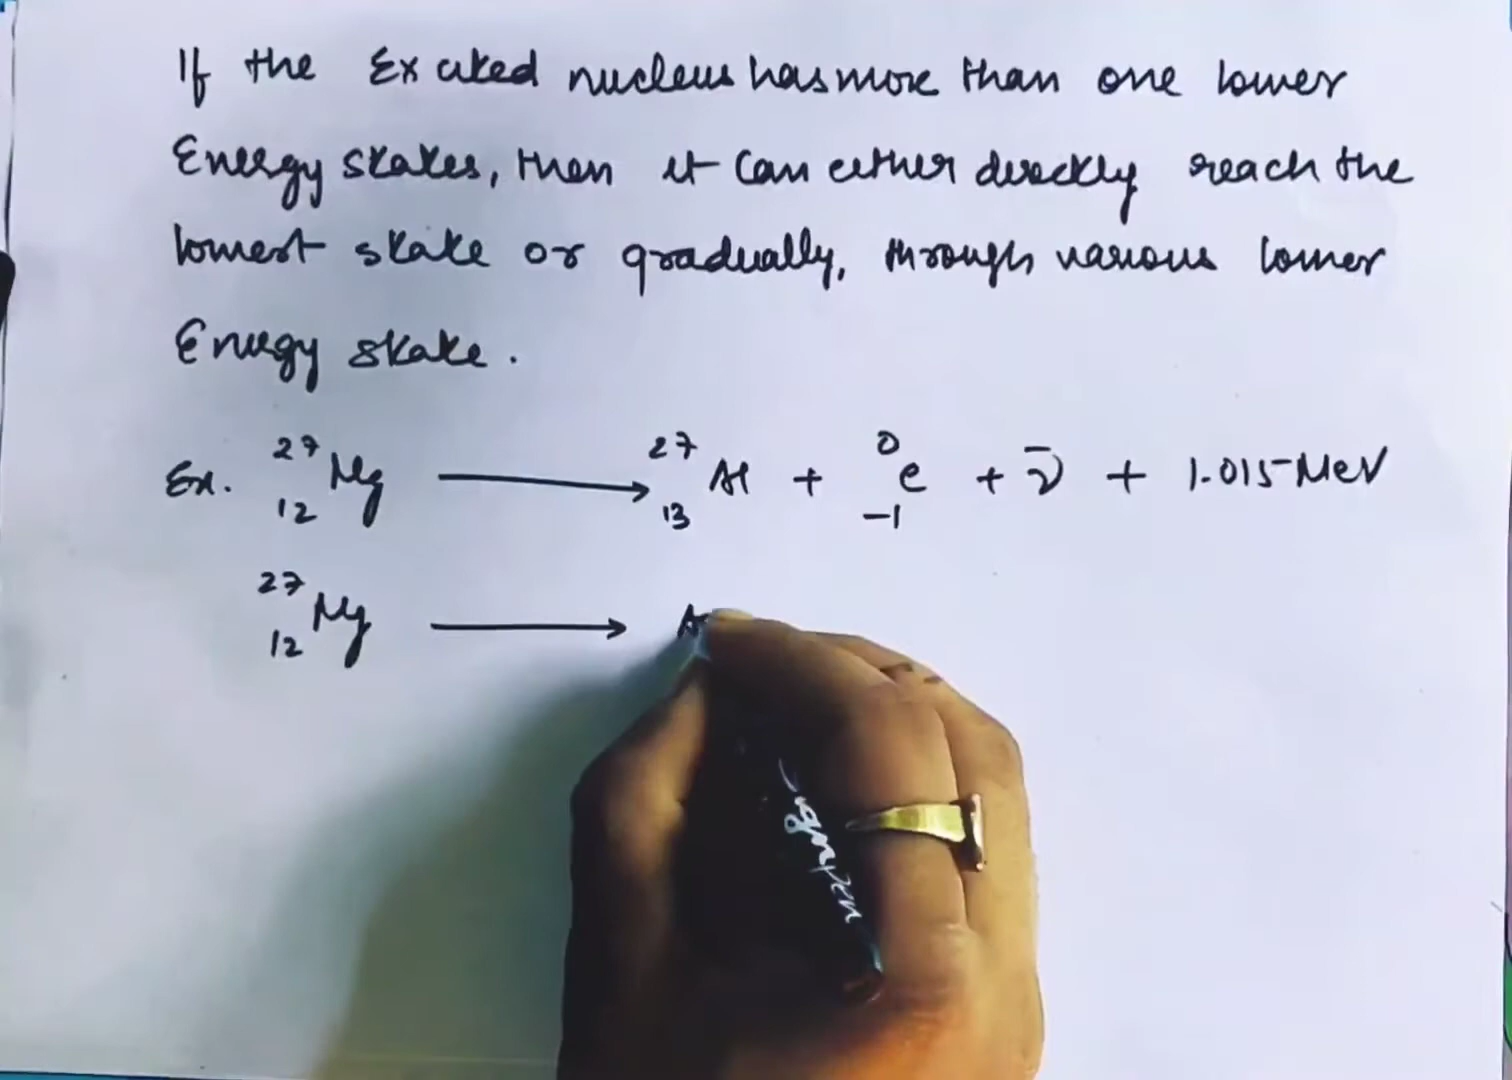 If the Excited nucleus has more than one lower
Energy states, then it can either directly reach the
lowest state or gradually, through various lower
Energy state.
Ex. ²⁷₁₂Mg ⟶ ²⁷₁₃Al + ⁰₋₁e + ν̄ + 1.015 MeV
²⁷₁₂Mg ⟶ A